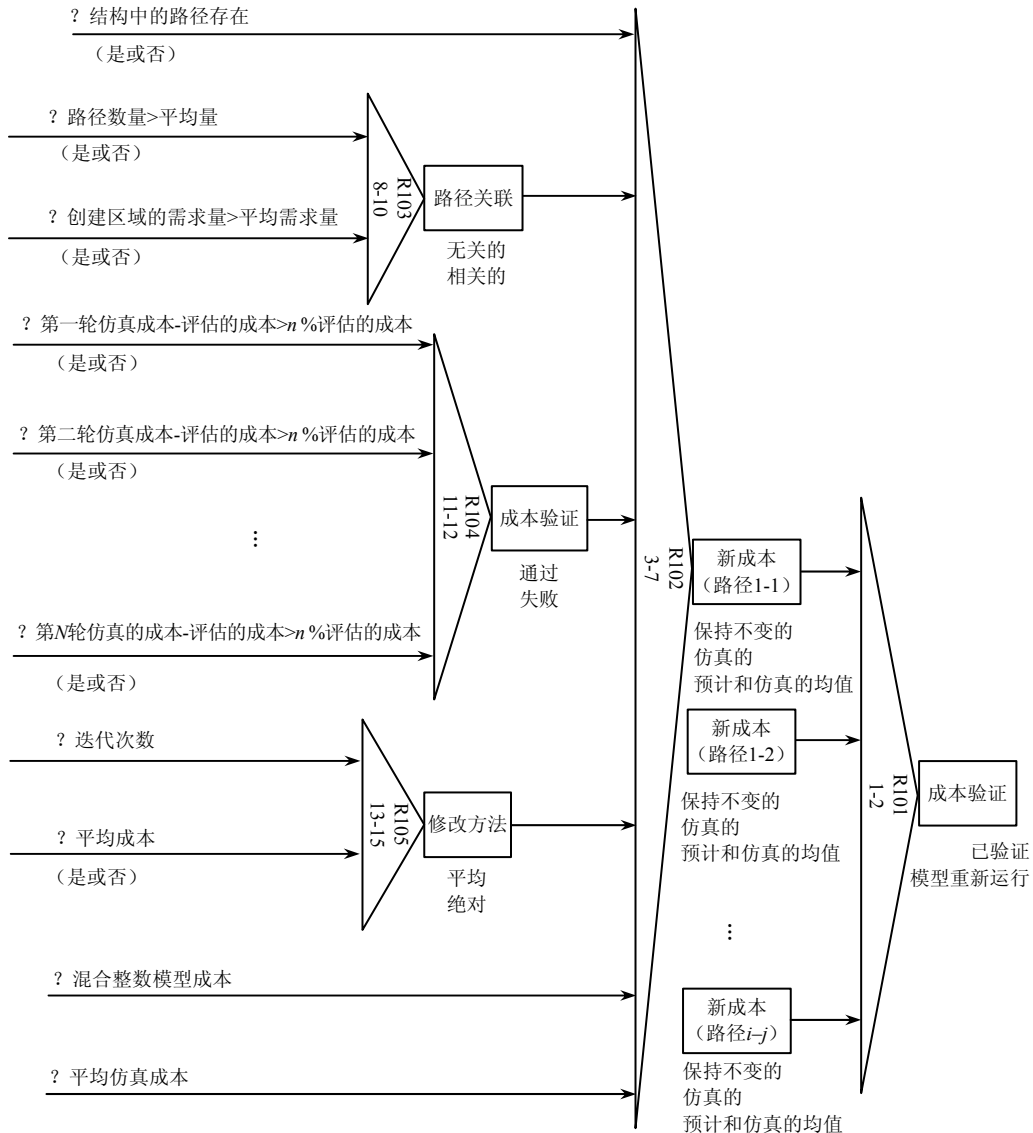 ？结构中的路径存在
（是或否）
？路径数量>平均量
（是或否）
？创建区域的需求量>平均需求量
（是或否）
R103
8-10
路径关联
无关的
相关的
？第一轮仿真成本-评估的成本>n%评估的成本
（是或否）
？第二轮仿真成本-评估的成本>n%评估的成本
（是或否）
⋮
？第N轮仿真的成本-评估的成本>n%评估的成本
（是或否）
R104
11-12
成本验证
通过
失败
？迭代次数
？平均成本
（是或否）
R105
13-15
修改方法
平均
绝对
？混合整数模型成本
？平均仿真成本
R102
3-7
新成本
（路径1-1）
保持不变的
仿真的
预计和仿真的均值
新成本
（路径1-2）
保持不变的
仿真的
预计和仿真的均值
⋮
新成本
（路径i–j）
保持不变的
仿真的
预计和仿真的均值
R101
1-2
成本验证
已验证
模型重新运行